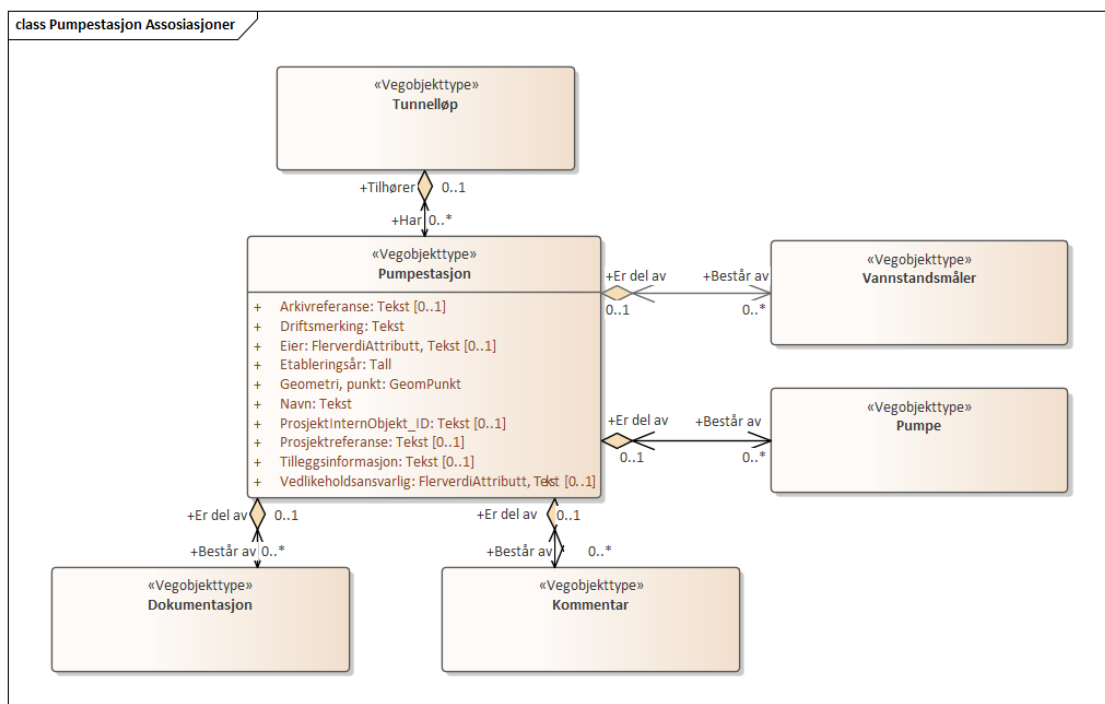 class Pumpestasjon Assosiasjoner
«Vegobjekttype»
Tunnelløp
+Tilhører 0..1
+Har 0..*
«Vegobjekttype»
Pumpestasjon
+ Arkivreferanse: Tekst [0..1]
+ Driftsmerking: Tekst
+ Eier: FlerverdiAttributt, Tekst [0..1]
+ Etableringsår: Tall
+ Geometri, punkt: GeomPunkt
+ Navn: Tekst
+ ProsjektInternObjekt_ID: Tekst [0..1]
+ Prosjektreferanse: Tekst [0..1]
+ Tilleggsinformasjon: Tekst [0..1]
+ Vedlikeholdsansvarlig: FlerverdiAttributt, Tekst [0..1]
+Er del av +Består av
0..1 0..*
«Vegobjekttype»
Vannstandsmåler
+Er del av +Består av
0..1 0..*
«Vegobjekttype»
Pumpe
+Er del av 0..1
+Består av 0..*
«Vegobjekttype»
Dokumentasjon
+Er del av 0..1
+Består av 0..*
«Vegobjekttype»
Kommentar